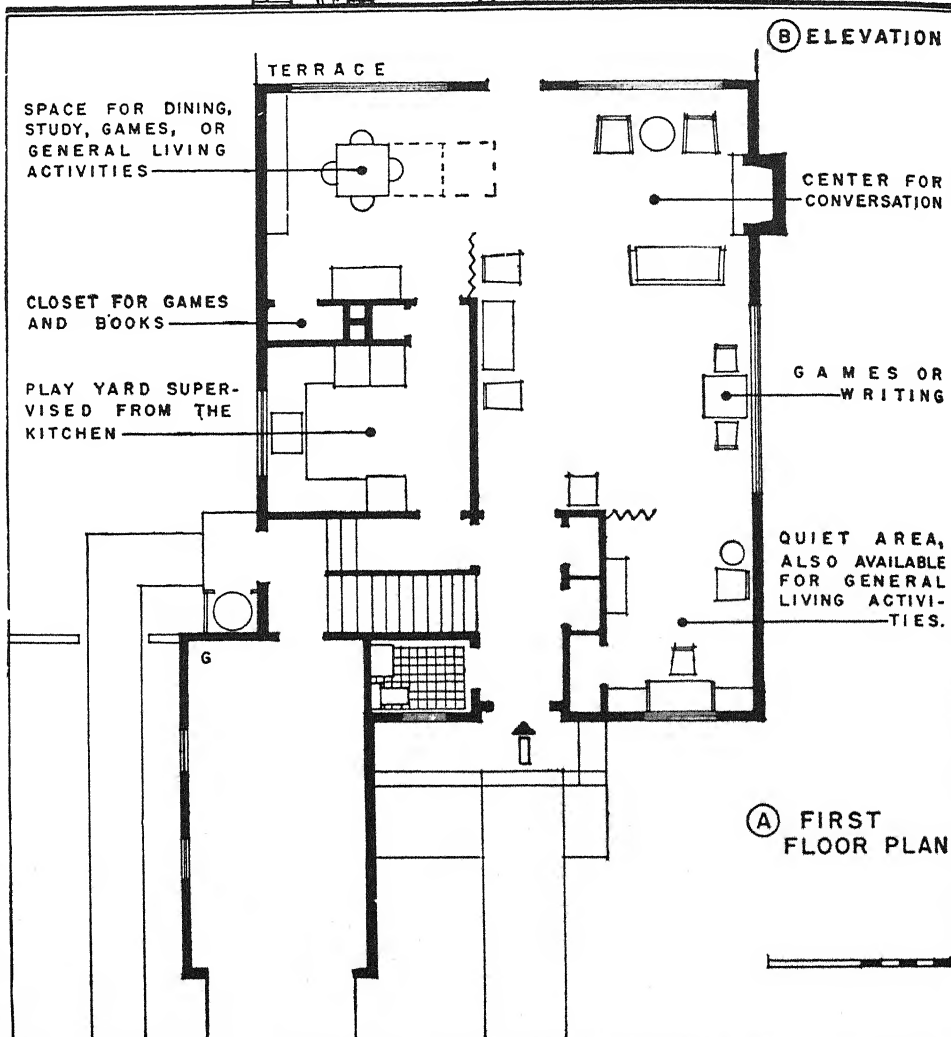 B ELEVATION
TERRACE
SPACE FOR DINING,
STUDY, GAMES, OR
GENERAL LIVING
ACTIVITIES
CENTER FOR
CONVERSATION
CLOSET FOR GAMES
AND BOOKS
GAMES OR
WRITING
PLAY YARD SUPER-
VISED FROM THE
KITCHEN
QUIET AREA,
ALSO AVAILABLE
FOR GENERAL
LIVING ACTIVI-
TIES.
G
A FIRST
FLOOR PLAN